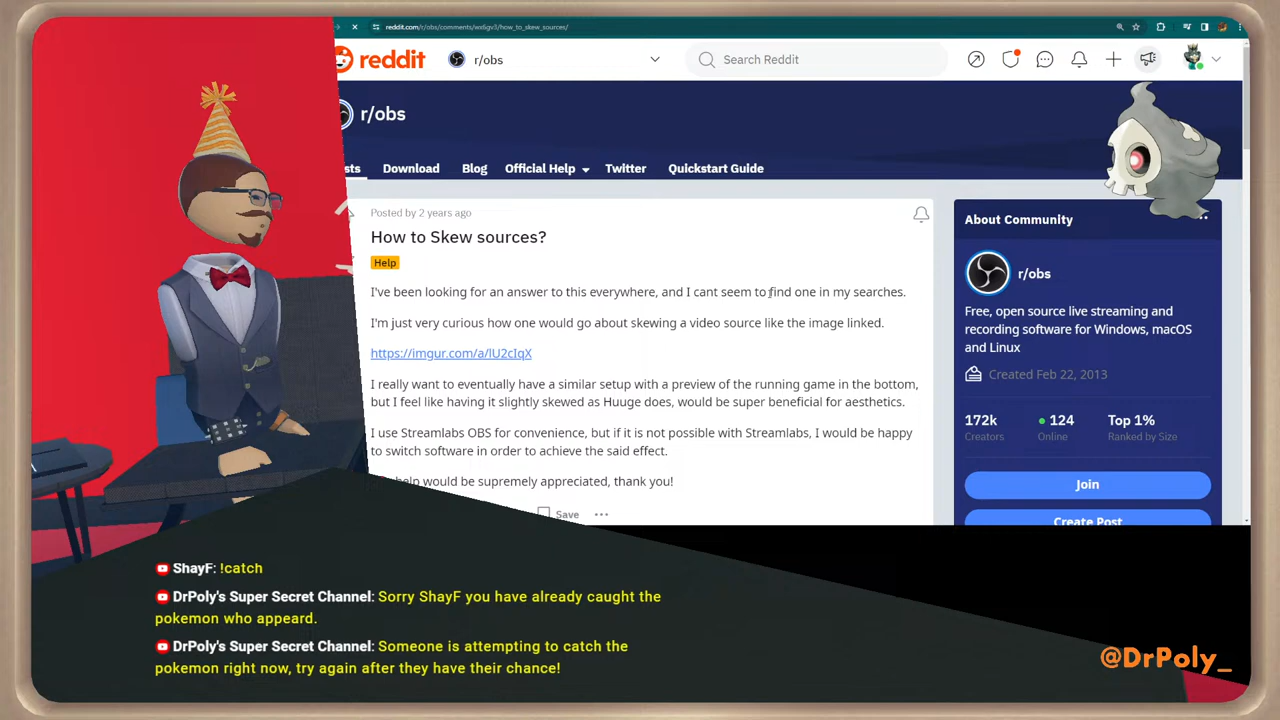 reddit.com/r/obs/comments/wx6gv3/how_to_skew_sources/
reddit
r/obs
Search Reddit
r/obs
sts
Download
Blog
Official Help
Twitter
Quickstart Guide
Posted by 2 years ago
How to Skew sources?
Help
I've been looking for an answer to this everywhere, and I cant seem to find one in my searches.
I'm just very curious how one would go about skewing a video source like the image linked.
https://imgur.com/a/lU2cIqX
I really want to eventually have a similar setup with a preview of the running game in the bottom,
but I feel like having it slightly skewed as Huuge does, would be super beneficial for aesthetics.
I use Streamlabs OBS for convenience, but if it is not possible with Streamlabs, I would be happy
to switch software in order to achieve the said effect.
help would be supremely appreciated, thank you!
Save
About Community
r/obs
Free, open source live streaming and
recording software for Windows, macOS
and Linux
Created Feb 22, 2013
172k
Creators
124
Online
Top 1%
Ranked by Size
Join
Create Post
ShayF: !catch
DrPoly's Super Secret Channel: Sorry ShayF you have already caught the
pokemon who appeard.
DrPoly's Super Secret Channel: Someone is attempting to catch the
pokemon right now, try again after they have their chance!
@DrPoly_